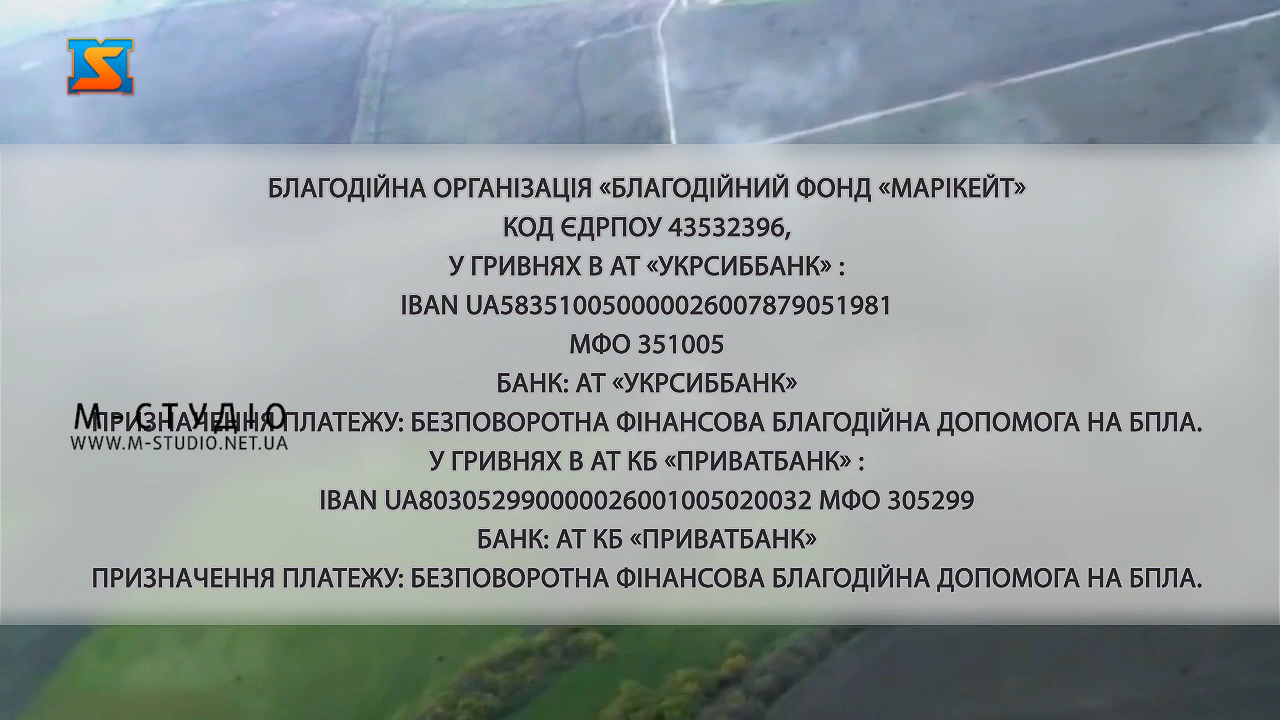 БЛАГОДІЙНА ОРГАНІЗАЦІЯ «БЛАГОДІЙНИЙ ФОНД «МАРІКЕЙТ»
КОД ЄДРПОУ 43532396,
У ГРИВНЯХ В АТ «УКРСИББАНК» :
IBAN UA583510050000026007879051981
МФО 351005
БАНК: АТ «УКРСИББАНК»
М-СТУДІО
ПРИЗНАЧЕННЯ ПЛАТЕЖУ: БЕЗПОВОРОТНА ФІНАНСОВА БЛАГОДІЙНА ДОПОМОГА НА БПЛА.
WWW.M-STUDIO.NET.UA
У ГРИВНЯХ В АТ КБ «ПРИВАТБАНК» :
IBAN UA803052990000026001005020032 МФО 305299
БАНК: АТ КБ «ПРИВАТБАНК»
ПРИЗНАЧЕННЯ ПЛАТЕЖУ: БЕЗПОВОРОТНА ФІНАНСОВА БЛАГОДІЙНА ДОПОМОГА НА БПЛА.